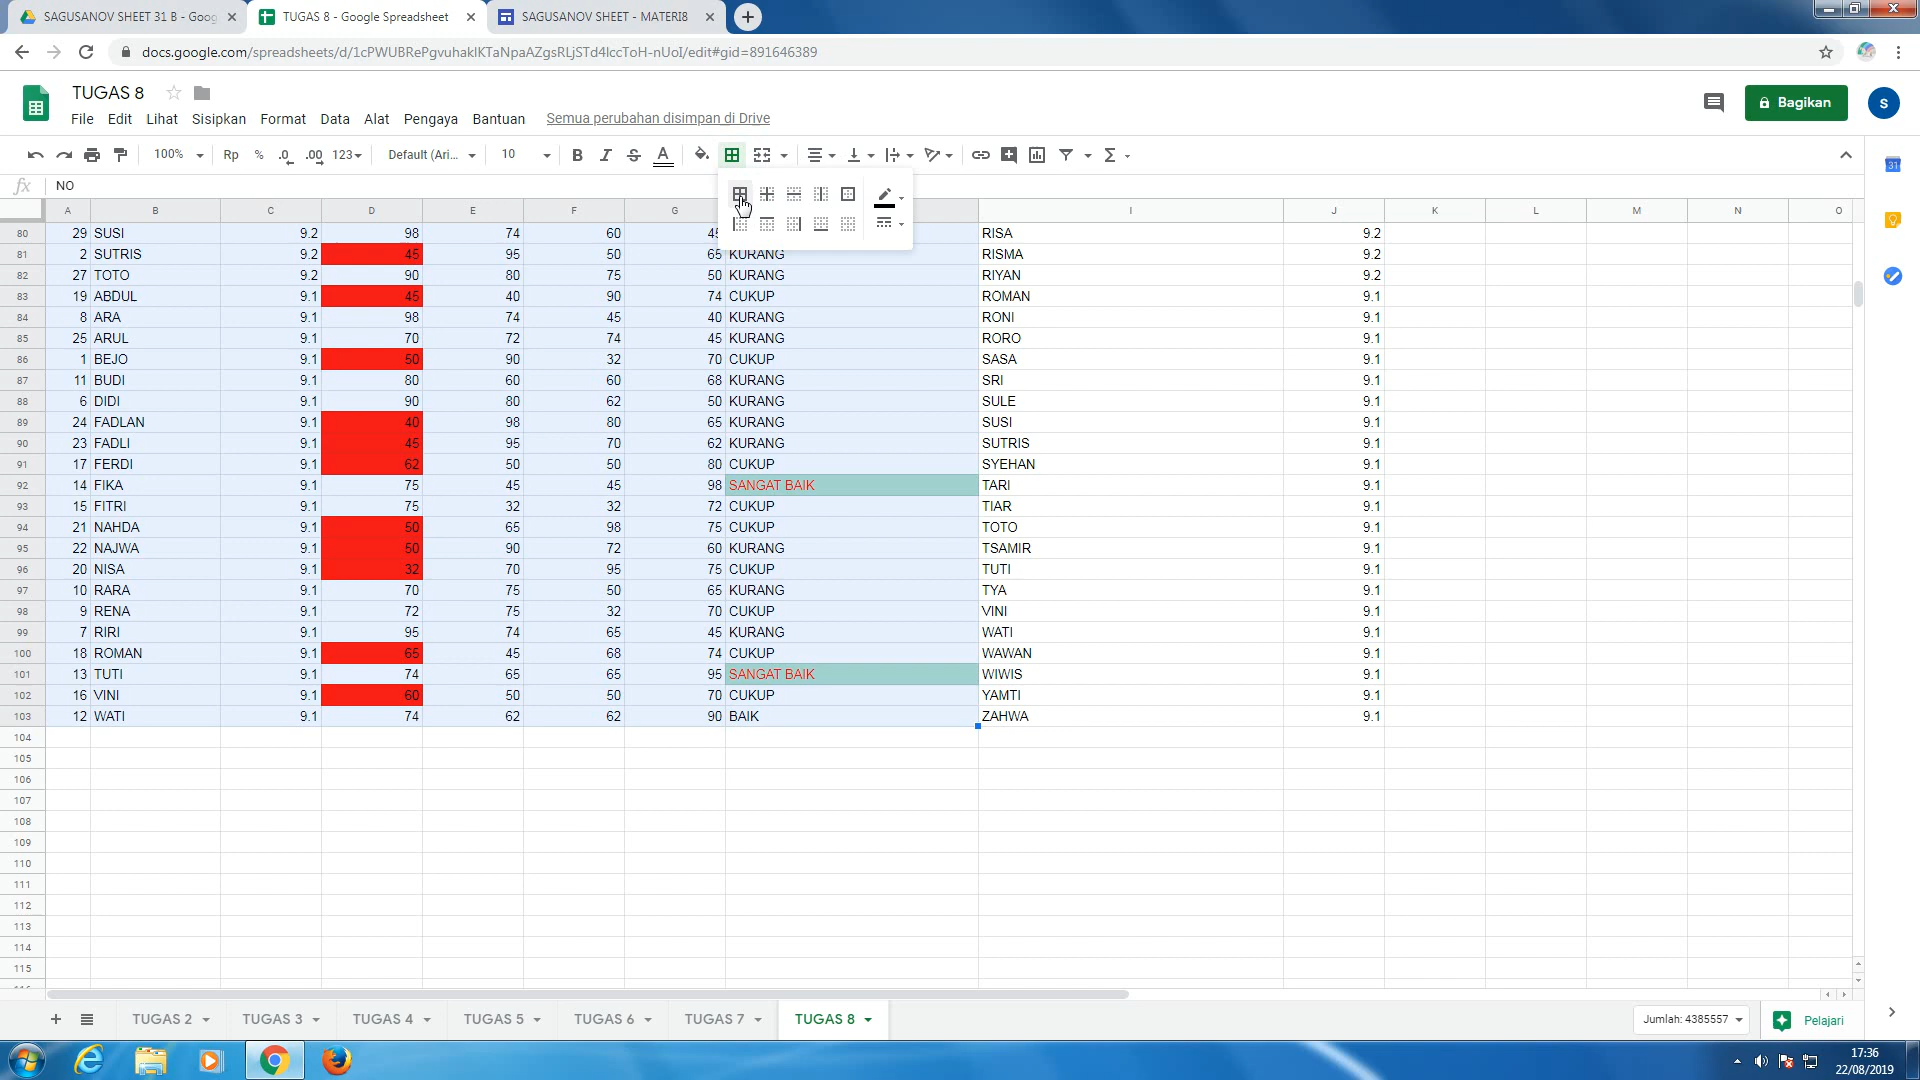 SAGUSANOV SHEET 31 B - Goog
TUGAS 8 - Google Spreadsheet
SAGUSANOV SHEET - MATERI8
docs.google.com/spreadsheets/d/1cPWUBRePgvuhaklKTaNpaAZgsRLjSTd4lccToH-nUoI/edit#gid=891646389
TUGAS 8
File Edit Lihat Sisipkan Format Data Alat Pengaya Bantuan Semua perubahan disimpan di Drive
Bagikan S
100% Rp % .0 .00 123 Default (Ari... 10 B I S A
fx NO
A B C D E F G I J K L M N O
80 29 SUSI 9.2 98 74 60 45 RISA 9.2
81 2 SUTRIS 9.2 45 95 50 65 KURANG RISMA 9.2
82 27 TOTO 9.2 90 80 75 50 KURANG RIYAN 9.2
83 19 ABDUL 9.1 45 40 90 74 CUKUP ROMAN 9.1
84 8 ARA 9.1 98 74 45 40 KURANG RONI 9.1
85 25 ARUL 9.1 70 72 74 45 KURANG RORO 9.1
86 1 BEJO 9.1 50 90 32 70 CUKUP SASA 9.1
87 11 BUDI 9.1 80 60 60 68 KURANG SRI 9.1
88 6 DIDI 9.1 90 80 62 50 KURANG SULE 9.1
89 24 FADLAN 9.1 40 98 80 65 KURANG SUSI 9.1
90 23 FADLI 9.1 45 95 70 62 KURANG SUTRIS 9.1
91 17 FERDI 9.1 62 50 50 80 CUKUP SYEHAN 9.1
92 14 FIKA 9.1 75 45 45 98 SANGAT BAIK TARI 9.1
93 15 FITRI 9.1 75 32 32 72 CUKUP TIAR 9.1
94 21 NAHDA 9.1 50 65 98 75 CUKUP TOTO 9.1
95 22 NAJWA 9.1 50 90 72 60 KURANG TSAMIR 9.1
96 20 NISA 9.1 32 70 95 75 CUKUP TUTI 9.1
97 10 RARA 9.1 70 75 50 65 KURANG TYA 9.1
98 9 RENA 9.1 72 75 32 70 CUKUP VINI 9.1
99 7 RIRI 9.1 95 74 65 45 KURANG WATI 9.1
100 18 ROMAN 9.1 65 45 68 74 CUKUP WAWAN 9.1
101 13 TUTI 9.1 74 65 65 95 SANGAT BAIK WIWIS 9.1
102 16 VINI 9.1 60 50 50 70 CUKUP YAMTI 9.1
103 12 WATI 9.1 74 62 62 90 BAIK ZAHWA 9.1
104
105
106
107
108
109
110
111
112
113
114
115
TUGAS 2 TUGAS 3 TUGAS 4 TUGAS 5 TUGAS 6 TUGAS 7 TUGAS 8 Jumlah: 4385557 Pelajari
17:36
22/08/2019